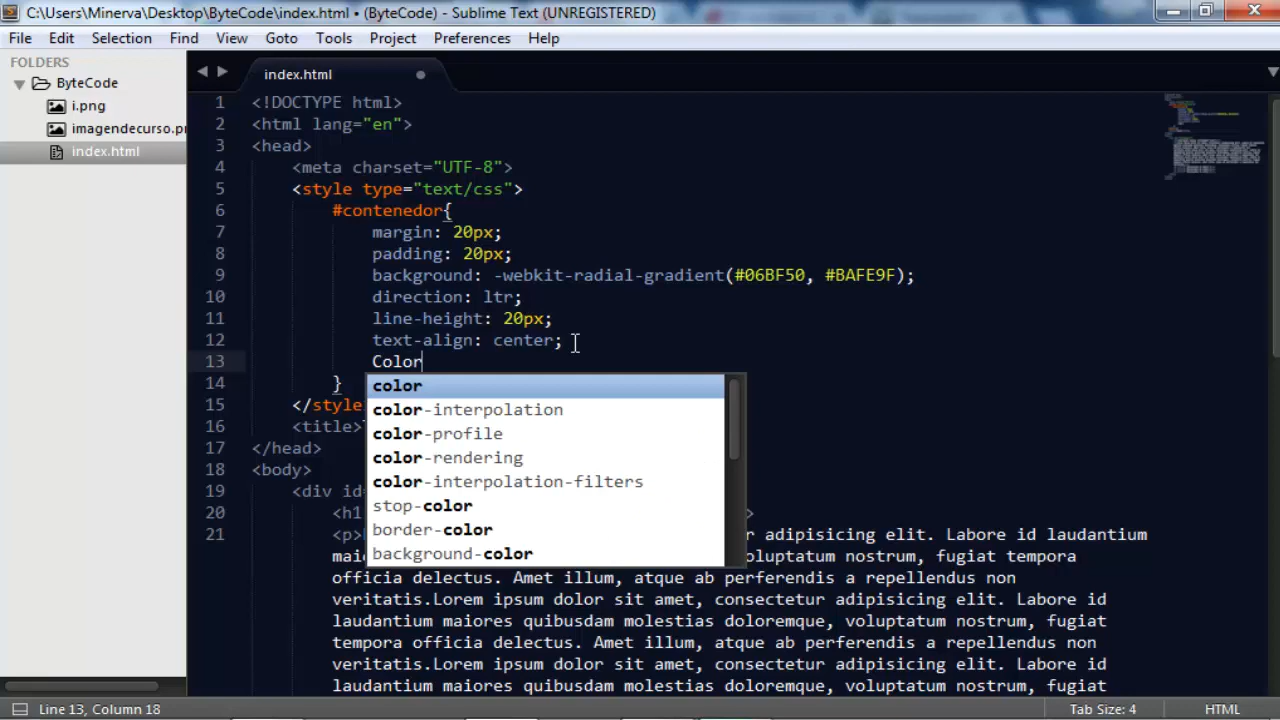 C:\Users\Minerva\Desktop\ByteCode\index.html • (ByteCode) - Sublime Text (UNREGISTERED)
File Edit Selection Find View Goto Tools Project Preferences Help
FOLDERS
ByteCode
i.png
imagendecurso.pr
index.html
index.html
1 <!DOCTYPE html>
2 <html lang="en">
3 <head>
4 <meta charset="UTF-8">
5 <style type="text/css">
6 #contenedor{
7 margin: 20px;
8 padding: 20px;
9 background: -webkit-radial-gradient(#06BF50, #BAFE9F);
10 direction: ltr;
11 line-height: 20px;
12 text-align: center;
13 Color
14 }
15 </style
16 <title>
17 </head>
18 <body>
19 <div id
20 <h1 >
21 <p> r adipisicing elit. Labore id laudantium
mai oluptatum nostrum, fugiat tempora
officia delectus. Amet illum, atque ab perferendis a repellendus non
veritatis.Lorem ipsum dolor sit amet, consectetur adipisicing elit. Labore id
laudantium maiores quibusdam molestias doloremque, voluptatum nostrum, fugiat
tempora officia delectus. Amet illum, atque ab perferendis a repellendus non
veritatis.Lorem ipsum dolor sit amet, consectetur adipisicing elit. Labore id
laudantium maiores quibusdam molestias doloremque, voluptatum nostrum, fugiat
color
color-interpolation
color-profile
color-rendering
color-interpolation-filters
stop-color
border-color
background-color
Line 13, Column 18 Tab Size: 4 HTML